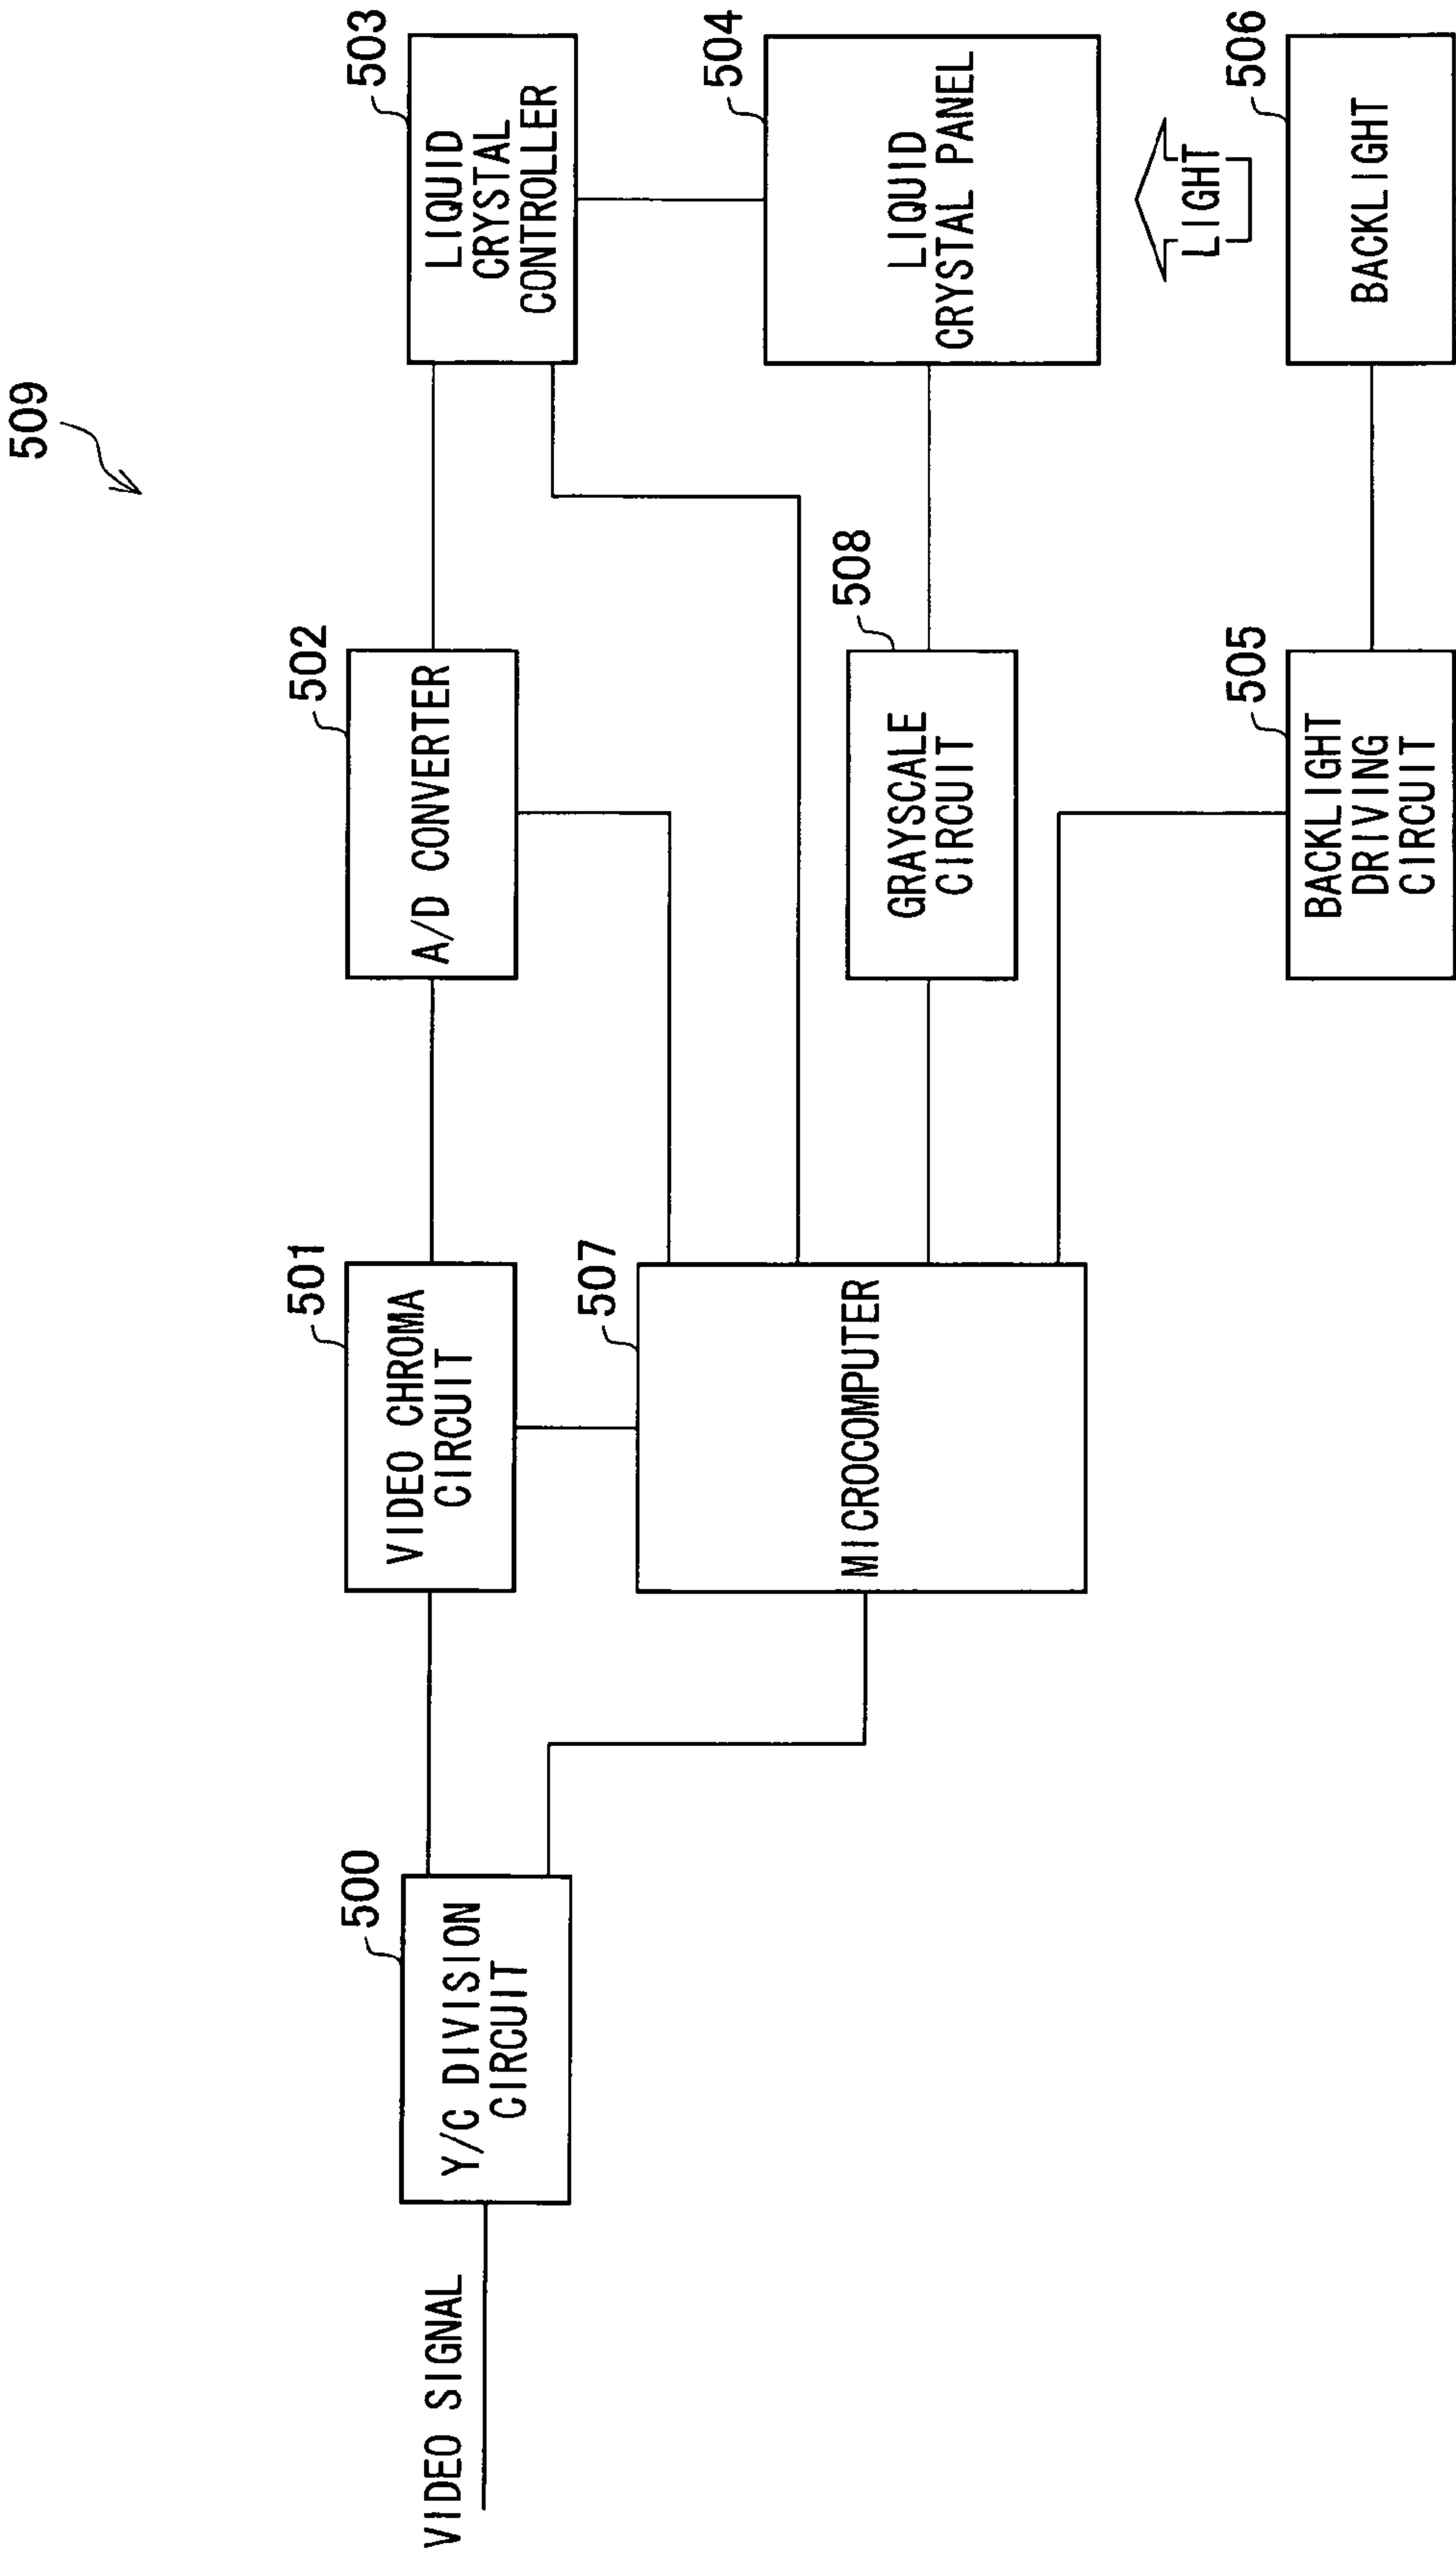 509
503
LIQUID
CRYSTAL
CONTROLLER
502
A/D CONVERTER
501
VIDEO CHROMA
CIRCUIT
500
Y/C DIVISION
CIRCUIT
VIDEO SIGNAL
504
LIQUID
CRYSTAL PANEL
508
GRAYSCALE
CIRCUIT
507
MICROCOMPUTER
LIGHT
506
BACKLIGHT
505
BACKLIGHT
DRIVING
CIRCUIT